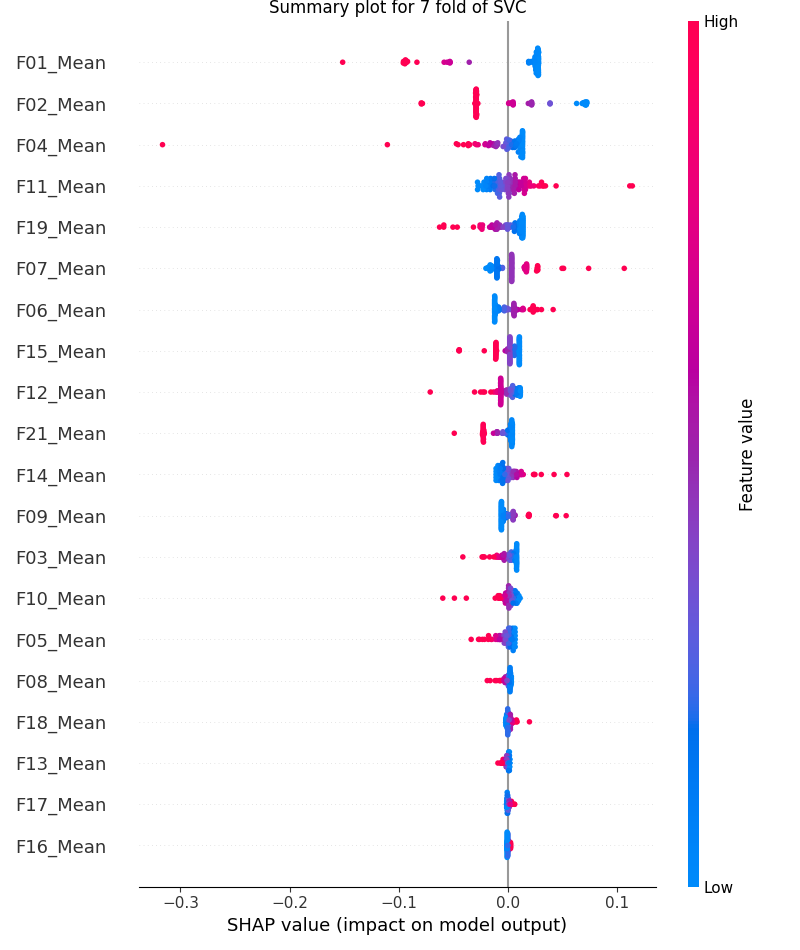 Summary plot for 7 fold of SVC
High
F01_Mean
F02_Mean
F04_Mean
F11_Mean
F19_Mean
F07_Mean
F06_Mean
F15_Mean
F12_Mean
F21_Mean
F14_Mean
F09_Mean
F03_Mean
F10_Mean
F05_Mean
F08_Mean
F18_Mean
F13_Mean
F17_Mean
F16_Mean
Feature value
Low
−0.3 −0.2 −0.1 0.0 0.1
SHAP value (impact on model output)